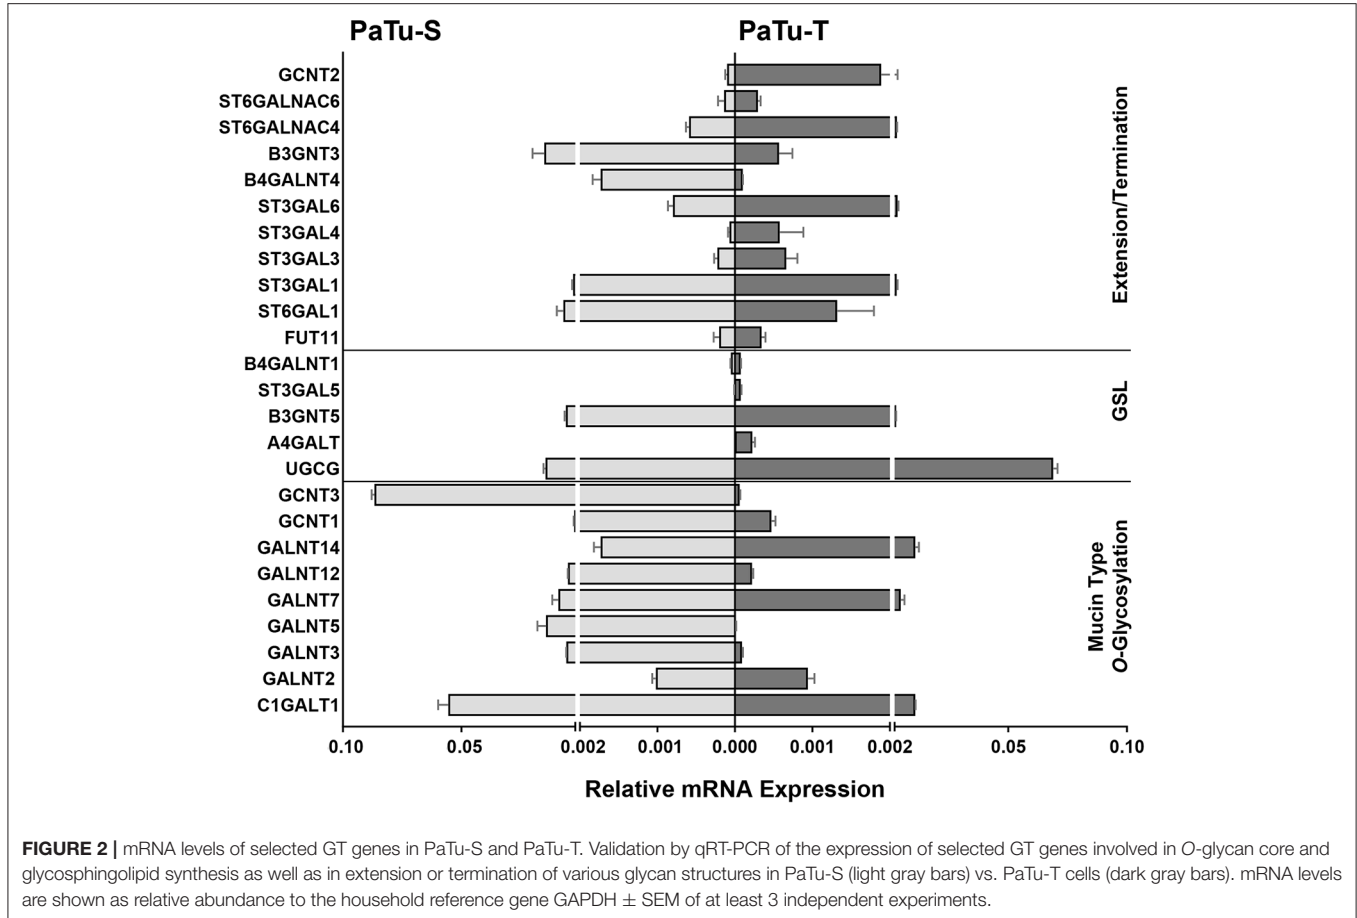 PaTu-S PaTu-T
GCNT2
ST6GALNAC6
ST6GALNAC4
B3GNT3
B4GALNT4
ST3GAL6
ST3GAL4
ST3GAL3
ST3GAL1
ST6GAL1
FUT11
Extension/Termination
B4GALNT1
ST3GAL5
B3GNT5
A4GALT
UGCG
GSL
GCNT3
GCNT1
GALNT14
GALNT12
GALNT7
GALNT5
GALNT3
GALNT2
C1GALT1
Mucin Type
O-Glycosylation
0.10 0.05 0.002 0.001 0.000 0.001 0.002 0.05 0.10
Relative mRNA Expression
FIGURE 2 | mRNA levels of selected GT genes in PaTu-S and PaTu-T. Validation by qRT-PCR of the expression of selected GT genes involved in O-glycan core and
glycosphingolipid synthesis as well as in extension or termination of various glycan structures in PaTu-S (light gray bars) vs. PaTu-T cells (dark gray bars). mRNA levels
are shown as relative abundance to the household reference gene GAPDH ± SEM of at least 3 independent experiments.